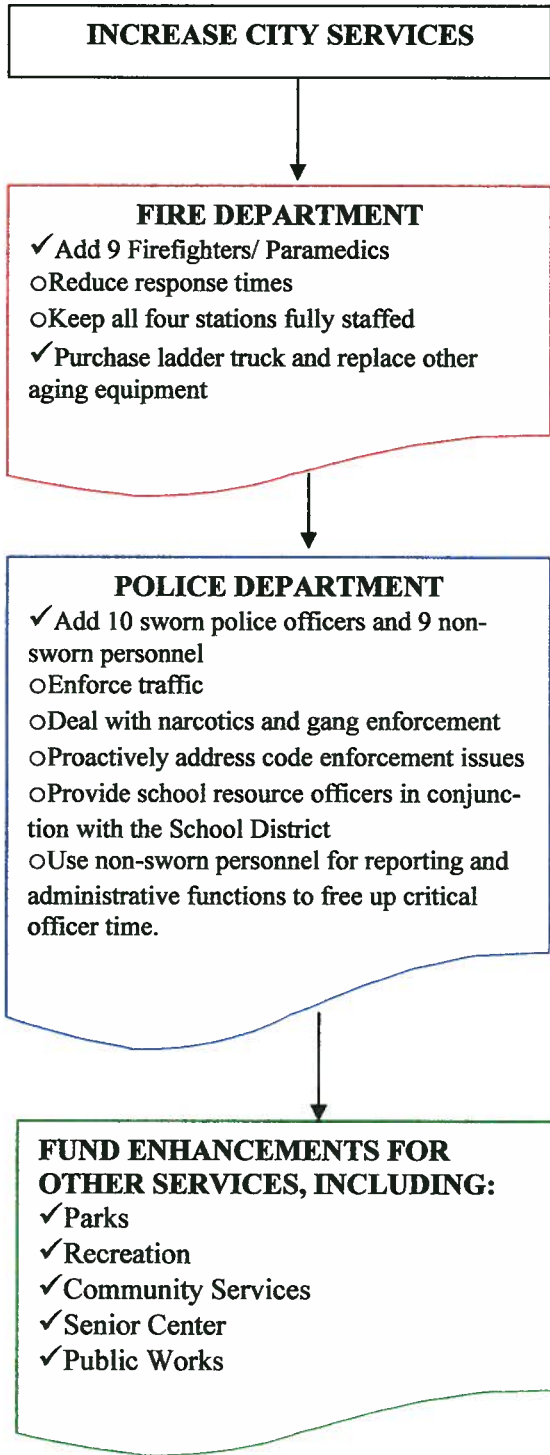 INCREASE CITY SERVICES
FIRE DEPARTMENT
✓Add 9 Firefighters/ Paramedics
○Reduce response times
○Keep all four stations fully staffed
✓Purchase ladder truck and replace other
aging equipment
POLICE DEPARTMENT
✓Add 10 sworn police officers and 9 non-
sworn personnel
○Enforce traffic
○Deal with narcotics and gang enforcement
○Proactively address code enforcement issues
○Provide school resource officers in conjunc-
tion with the School District
○Use non-sworn personnel for reporting and
administrative functions to free up critical
officer time.
FUND ENHANCEMENTS FOR
OTHER SERVICES, INCLUDING:
✓Parks
✓Recreation
✓Community Services
✓Senior Center
✓Public Works